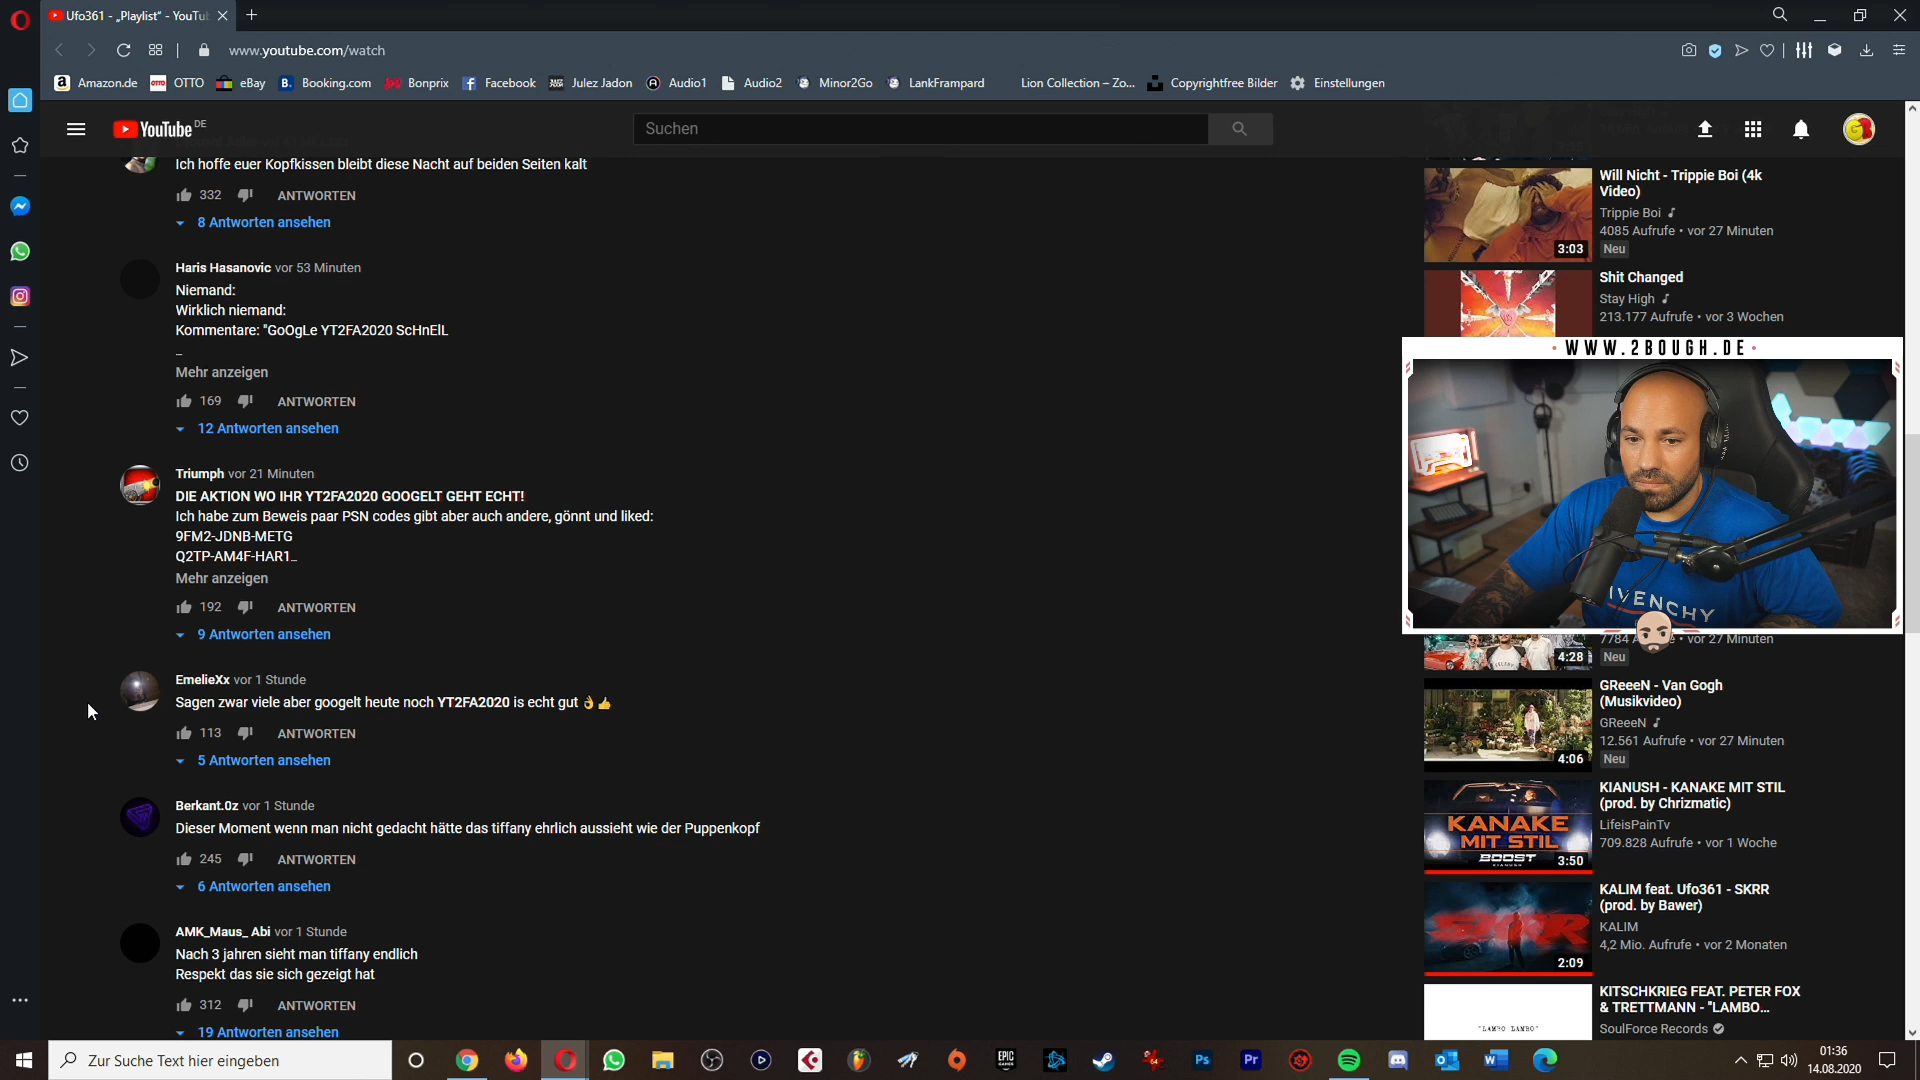 Ufo361 - „Playlist“ - YouTu
www.youtube.com/watch
Amazon.de OTTO eBay Booking.com Bonprix Facebook Julez Jadon Audio1 Audio2 Minor2Go LankFrampard Lion Collection – Zo... Copyrightfree Bilder Einstellungen
YouTube DE
Suchen
Ich hoffe euer Kopfkissen bleibt diese Nacht auf beiden Seiten kalt
332 ANTWORTEN
8 Antworten ansehen
Haris Hasanovic vor 53 Minuten
Niemand:
Wirklich niemand:
Kommentare: "GoOgLe YT2FA2020 ScHnElL
_
Mehr anzeigen
169 ANTWORTEN
12 Antworten ansehen
Triumph vor 21 Minuten
DIE AKTION WO IHR YT2FA2020 GOOGELT GEHT ECHT!
Ich habe zum Beweis paar PSN codes gibt aber auch andere, gönnt und liked:
9FM2-JDNB-METG
Q2TP-AM4F-HAR1_
Mehr anzeigen
192 ANTWORTEN
9 Antworten ansehen
EmelieXx vor 1 Stunde
Sagen zwar viele aber googelt heute noch YT2FA2020 is echt gut 👌👍
113 ANTWORTEN
5 Antworten ansehen
Berkant.0z vor 1 Stunde
Dieser Moment wenn man nicht gedacht hätte das tiffany ehrlich aussieht wie der Puppenkopf
245 ANTWORTEN
6 Antworten ansehen
AMK_Maus_ Abi vor 1 Stunde
Nach 3 jahren sieht man tiffany endlich
Respekt das sie sich gezeigt hat
312 ANTWORTEN
19 Antworten ansehen
Will Nicht - Trippie Boi (4k
Video)
Trippie Boi
4085 Aufrufe • vor 27 Minuten
3:03 Neu
Shit Changed
Stay High
213.177 Aufrufe • vor 3 Wochen
• WWW.2BOUGH.DE •
GIVENCHY
7784 • vor 27 Minuten
4:28 Neu
GReeeN - Van Gogh
(Musikvideo)
GReeeN
12.561 Aufrufe • vor 27 Minuten
4:06 Neu
KIANUSH - KANAKE MIT STIL
(prod. by Chrizmatic)
LifeisPainTv
709.828 Aufrufe • vor 1 Woche
KANAKE
MIT STIL
BOOST
3:50
KALIM feat. Ufo361 - SKRR
(prod. by Bawer)
KALIM
4,2 Mio. Aufrufe • vor 2 Monaten
2:09
KITSCHKRIEG FEAT. PETER FOX
& TRETTMANN - "LAMBO...
SoulForce Records
"LAMBO LAMBO"
Zur Suche Text hier eingeben
EPIC
GAMES
Ps
Pr
01:36
14.08.2020